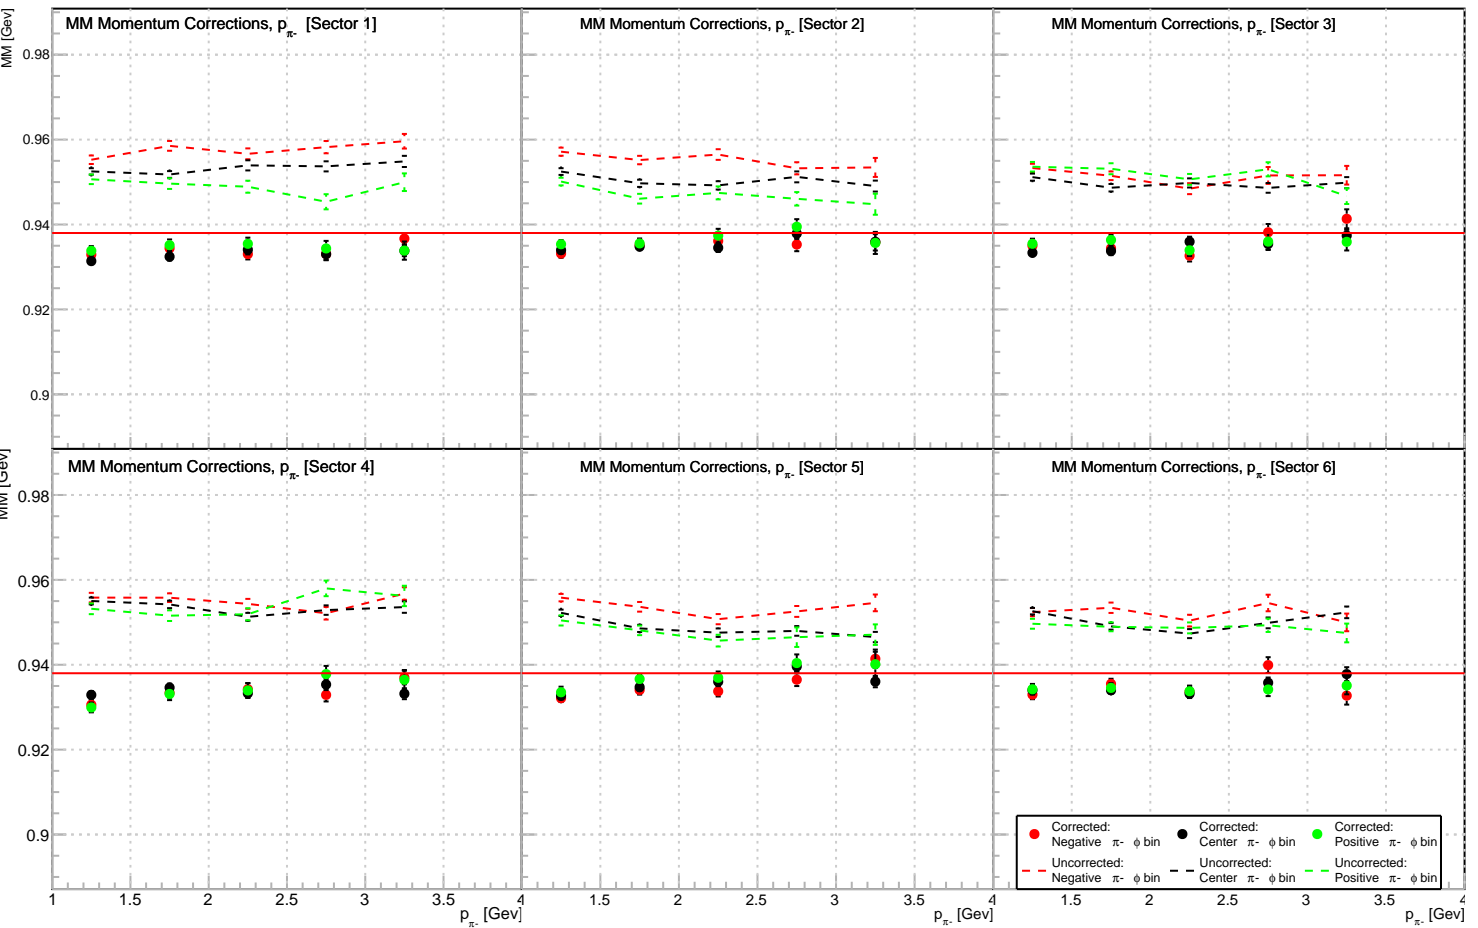 MM Momentum Corrections, pπ- [Sector 1]
MM Momentum Corrections, pπ- [Sector 2]
MM Momentum Corrections, pπ- [Sector 3]
MM [Gev]
0.98
0.96
0.94
0.92
0.9
MM Momentum Corrections, pπ- [Sector 4]
MM Momentum Corrections, pπ- [Sector 5]
MM Momentum Corrections, pπ- [Sector 6]
MM [Gev]
0.98
0.96
0.94
0.92
0.9
Corrected:
Negative π- ϕ bin
Corrected:
Center π- ϕ bin
Corrected:
Positive π- ϕ bin
Uncorrected:
Negative π- ϕ bin
Uncorrected:
Center π- ϕ bin
Uncorrected:
Positive π- ϕ bin
1 1.5 2 2.5 3 3.5 4 1.5 2 2.5 3 3.5 1.5 2 2.5 3 3.5 4
pπ- [Gev] pπ- [Gev] pπ- [Gev]